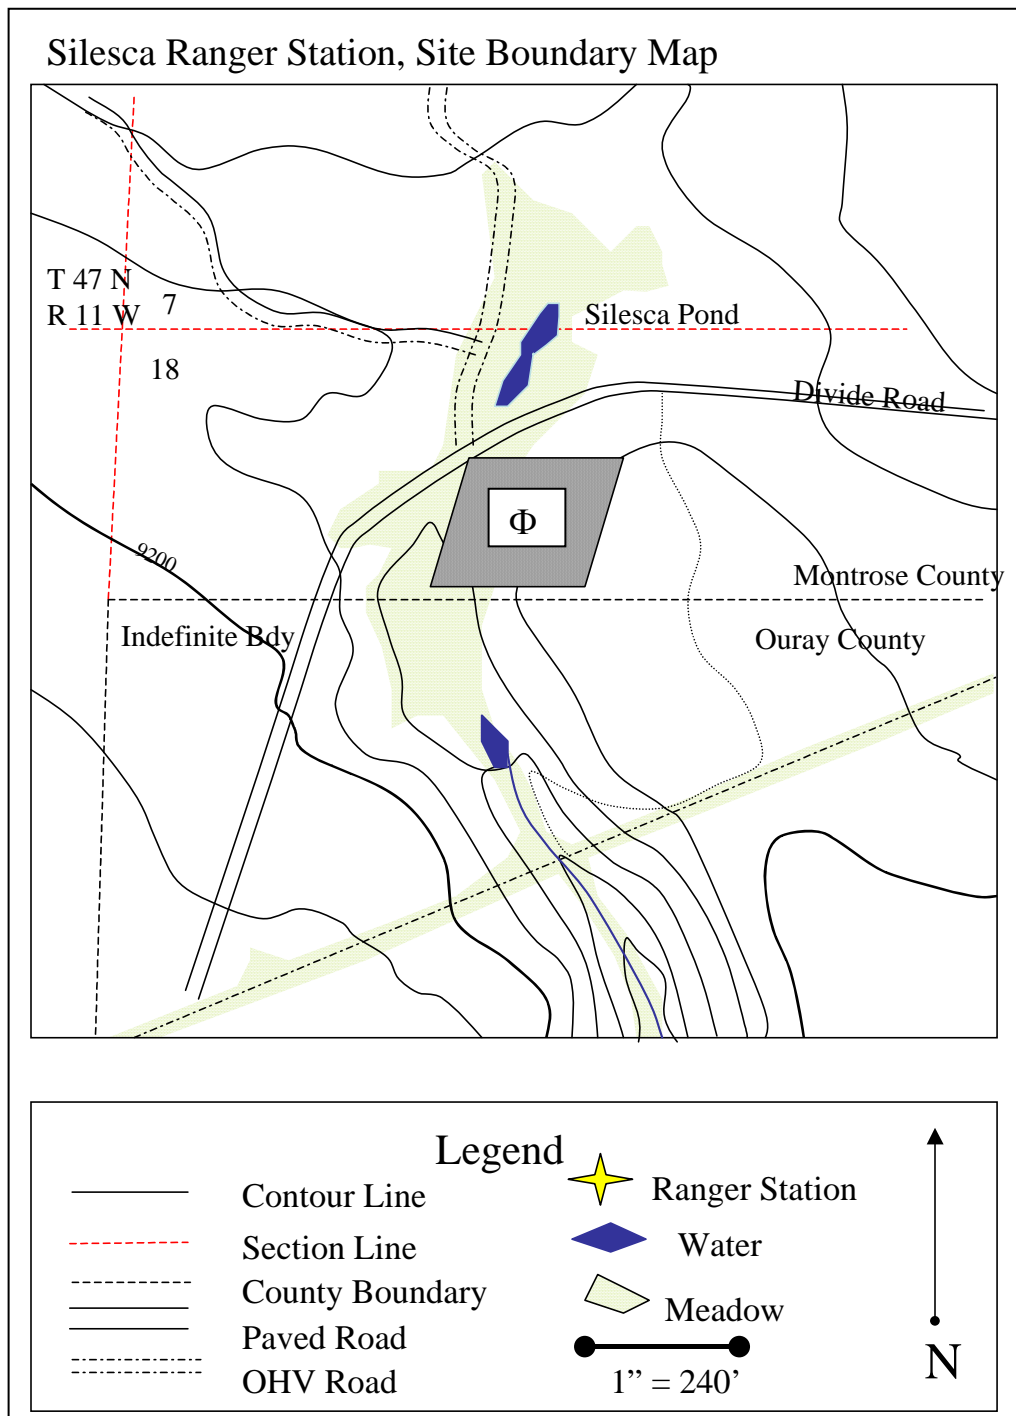 Silesca Ranger Station, Site Boundary Map
T 47 N
7
R 11 W
Silesca Pond
18
Divide Road
Φ
9200
Montrose County
Indefinite Bdy
Ouray County
Legend
Contour Line
Ranger Station
Section Line
Water
County Boundary
Meadow
Paved Road
OHV Road
1” = 240’
N